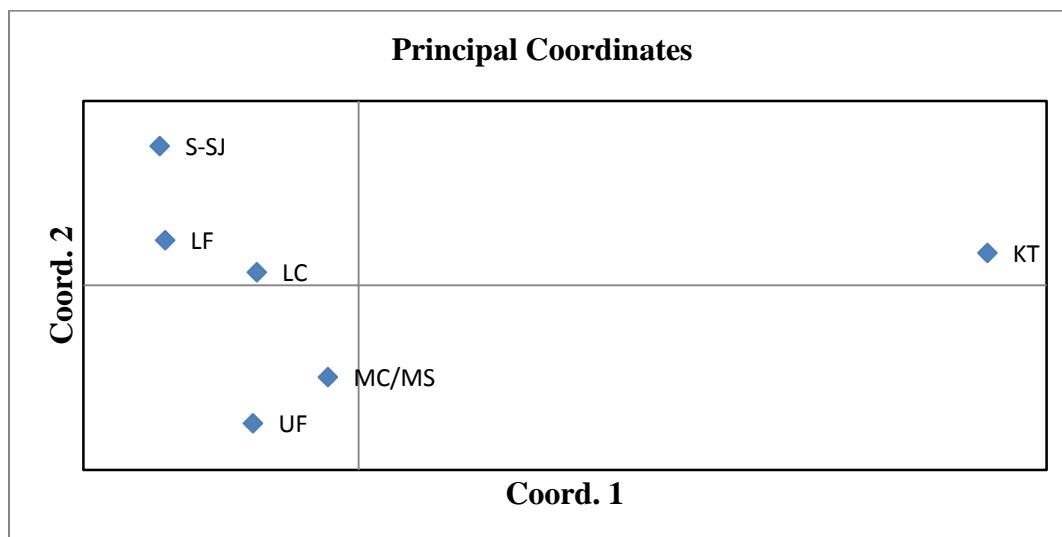 Principal Coordinates
S-SJ
LF
KT
LC
Coord. 2
MC/MS
UF
Coord. 1